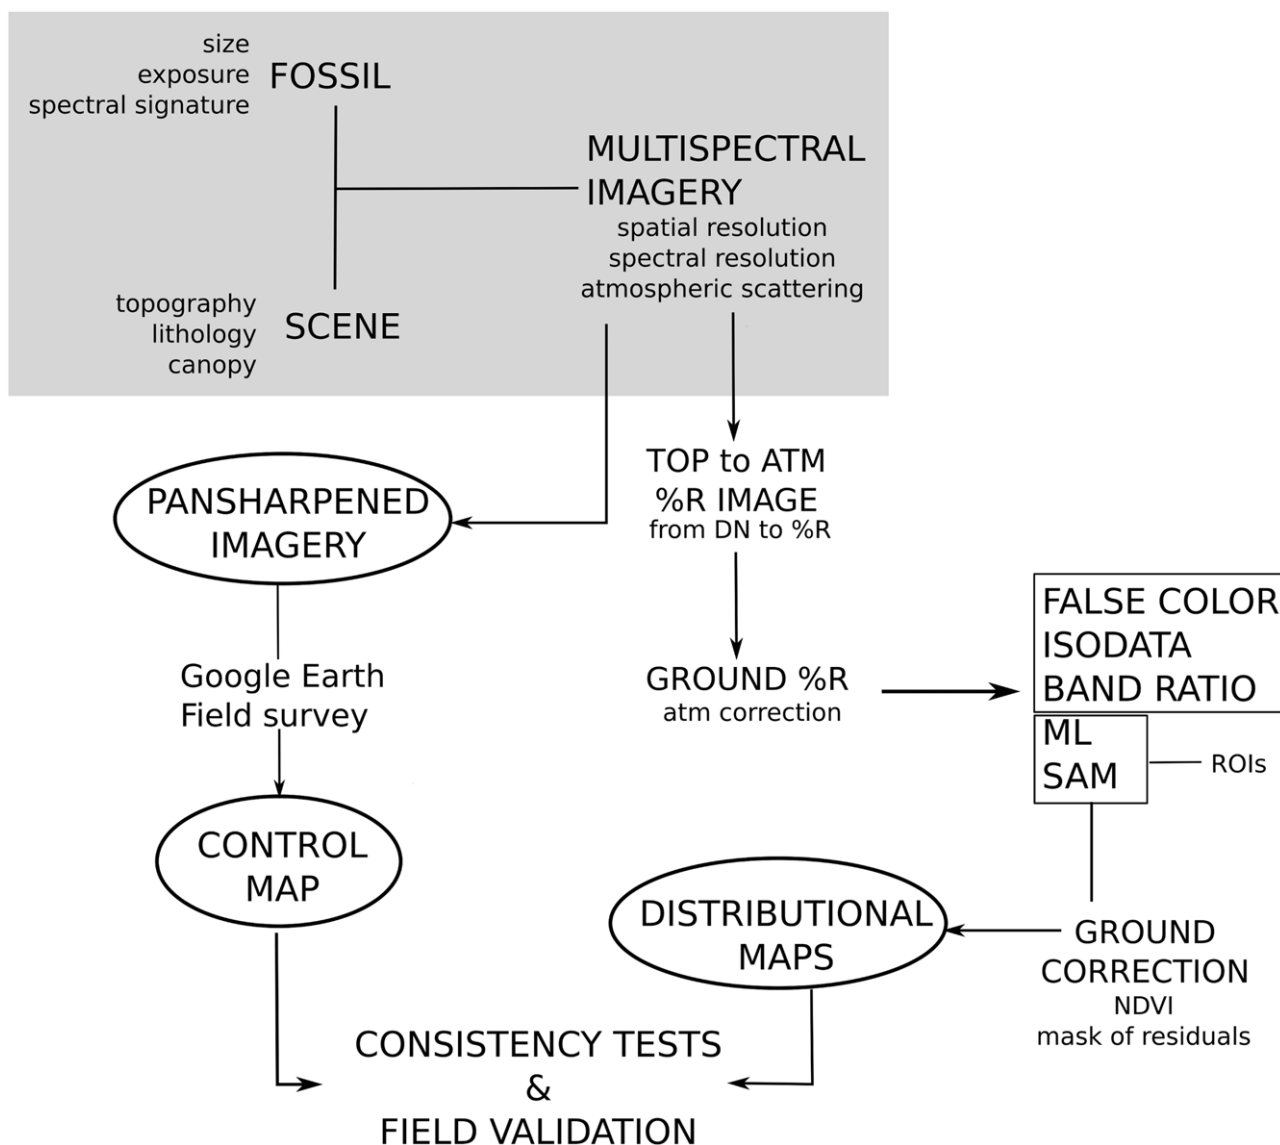 size
exposure
spectral signature
FOSSIL
MULTISPECTRAL
IMAGERY
spatial resolution
spectral resolution
atmospheric scattering
topography
lithology
canopy
SCENE
TOP to ATM
%R IMAGE
from DN to %R
PANSHARPENED
IMAGERY
GROUND %R
atm correction
FALSE COLOR
ISODATA
BAND RATIO
ML
SAM
ROIs
Google Earth
Field survey
CONTROL
MAP
DISTRIBUTIONAL
MAPS
GROUND
CORRECTION
NDVI
mask of residuals
CONSISTENCY TESTS
&
FIELD VALIDATION